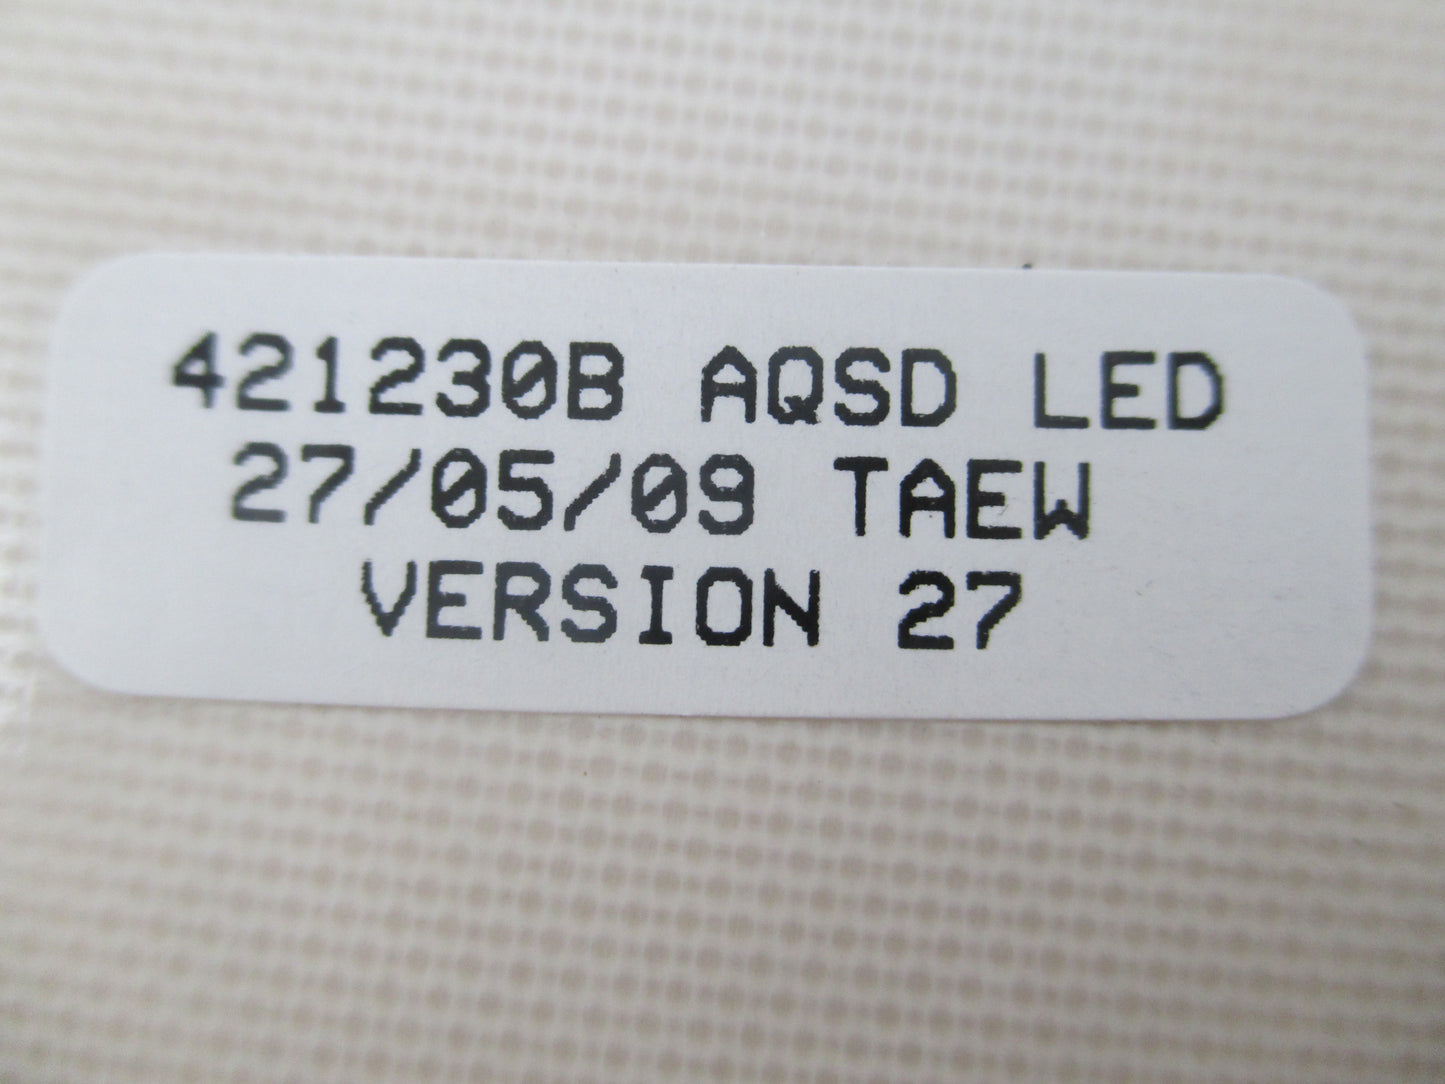 421230B AQSD LED
27/05/09 TAEW
VERSION 27